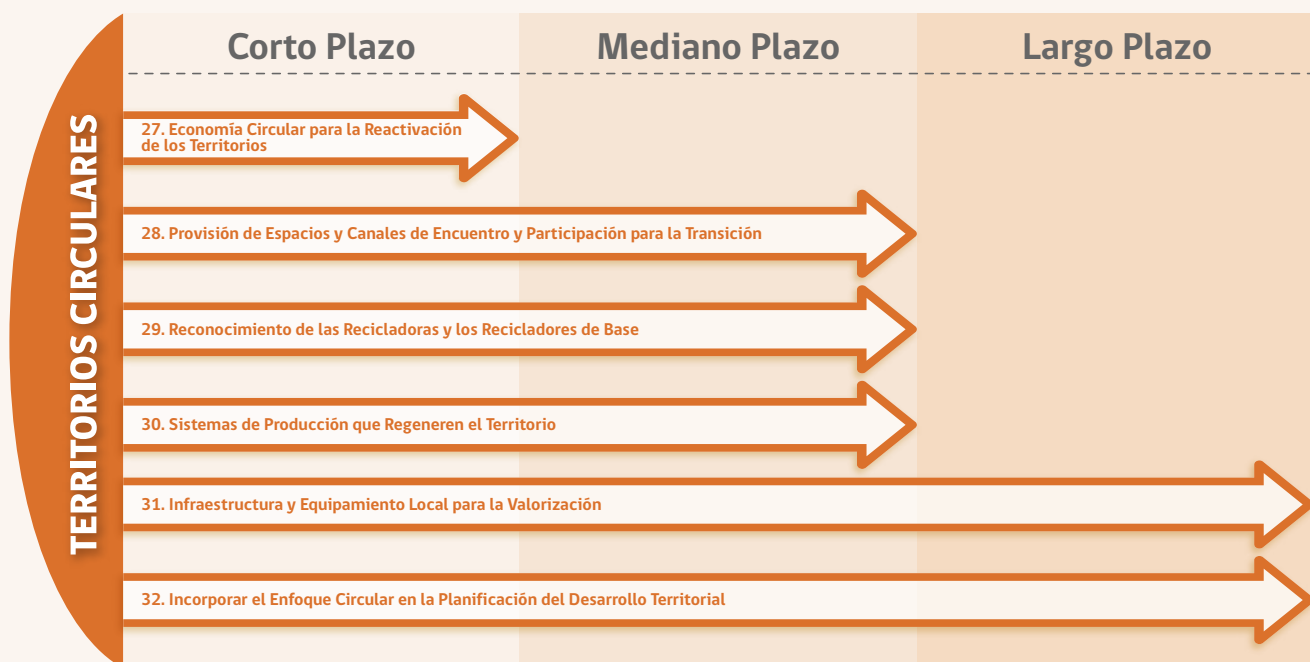 Corto Plazo
Mediano Plazo
Largo Plazo
TERRITORIOS CIRCULARES
27. Economía Circular para la Reactivación
de los Territorios
28. Provisión de Espacios y Canales de Encuentro y Participación para la Transición
29. Reconocimiento de las Recicladoras y los Recicladores de Base
30. Sistemas de Producción que Regeneren el Territorio
31. Infraestructura y Equipamiento Local para la Valorización
32. Incorporar el Enfoque Circular en la Planificación del Desarrollo Territorial